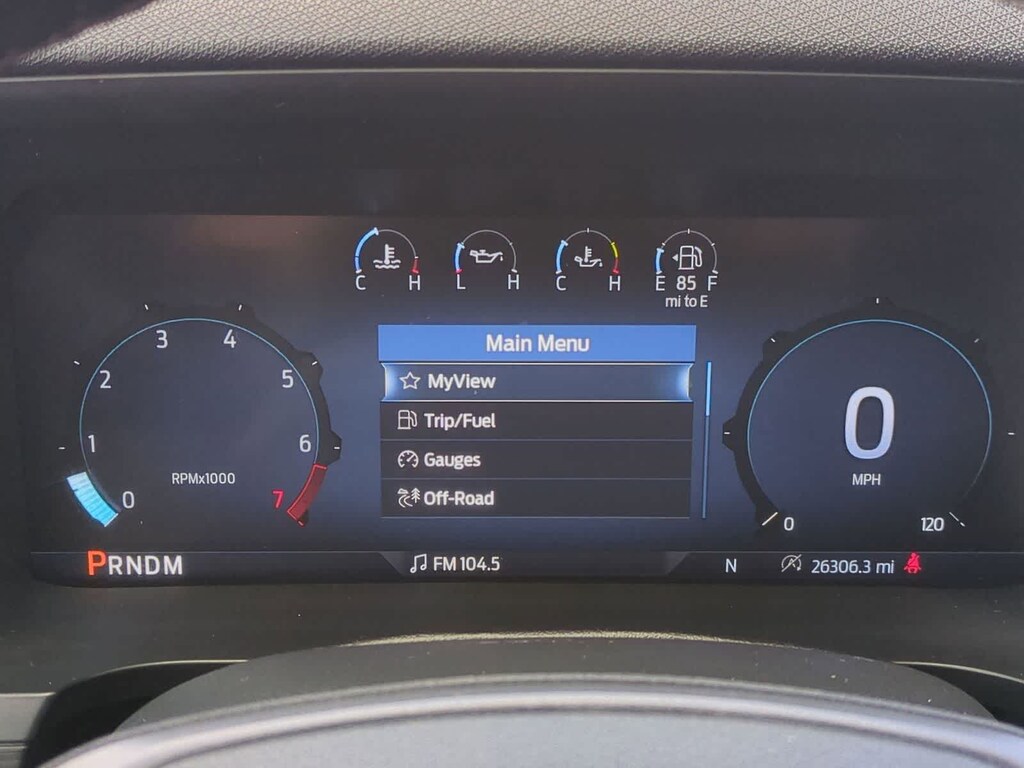 C H
L H
C H
E 85 F
mi to E
Main Menu
MyView
Trip/Fuel
Gauges
Off-Road
0
1
2
3
4
5
6
7
RPMx1000
0
MPH
0 120
PRNDM
FM 104.5
N
26306.3 mi